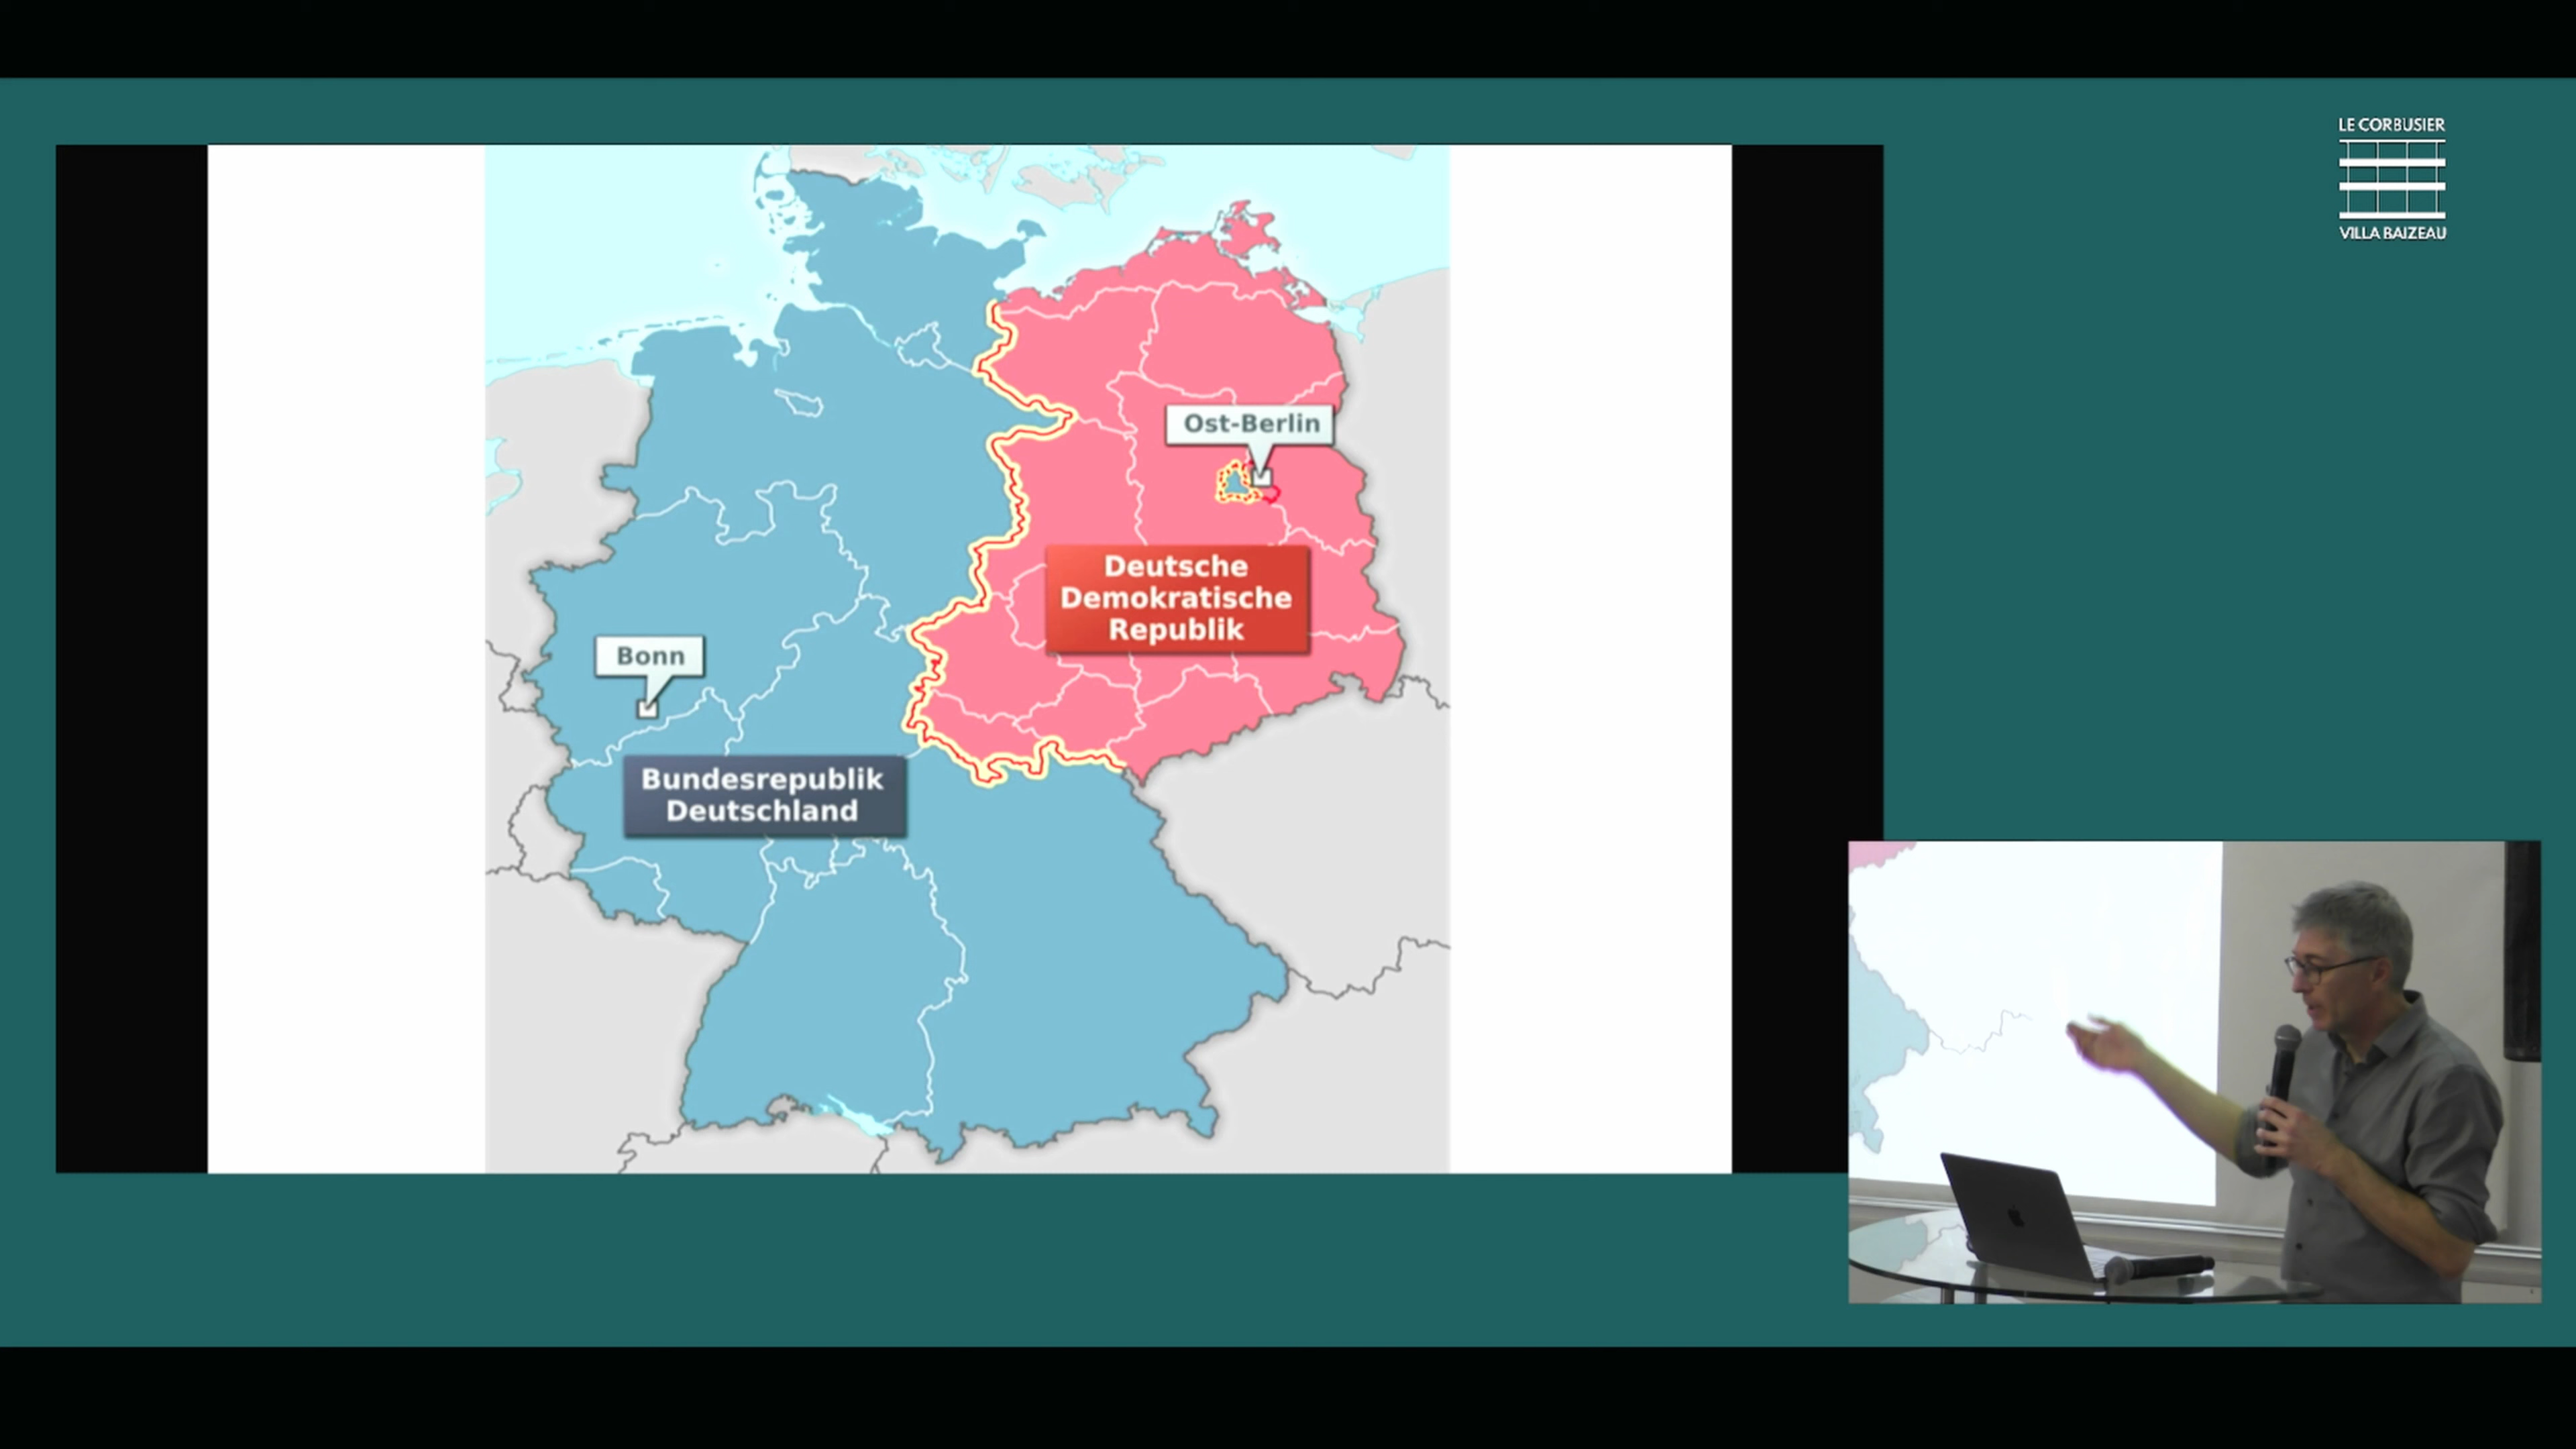 LE CORBUSIER
VILLA BAIZEAU
Ost-Berlin
Deutsche
Demokratische
Republik
Bonn
Bundesrepublik
Deutschland